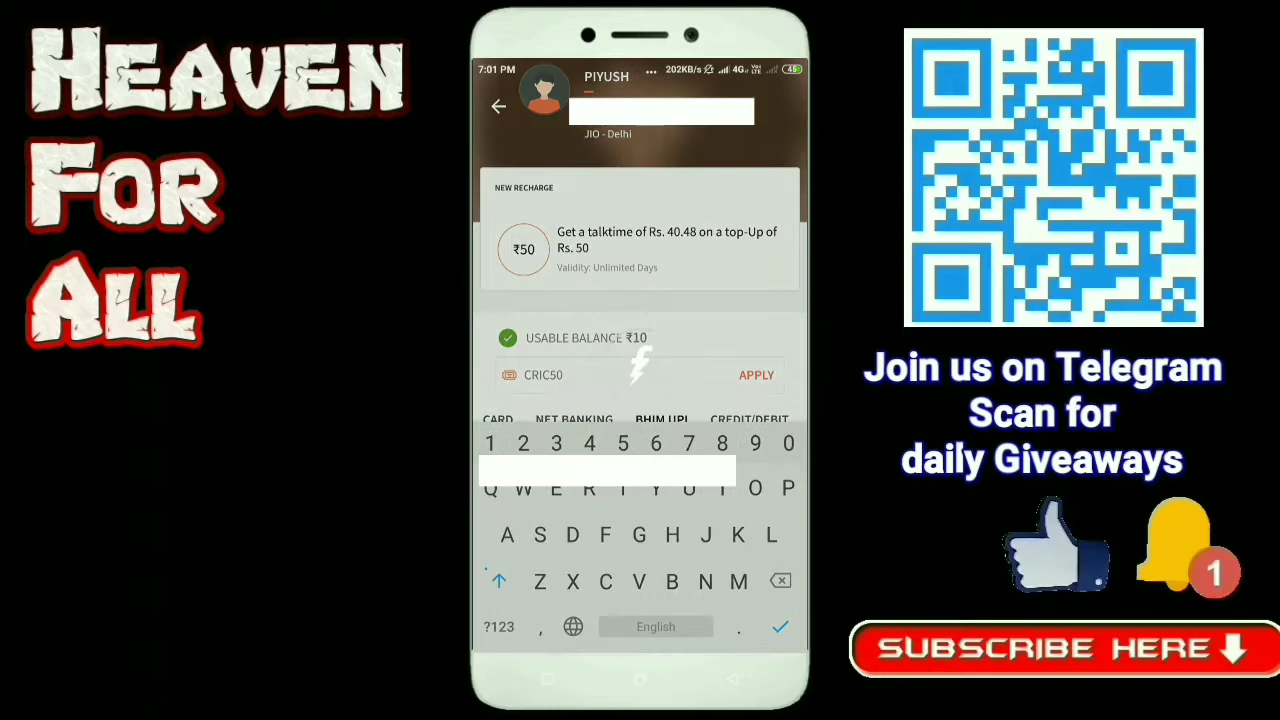 HEAVEN
FOR
ALL
7:01 PM
... 202KB/s 4G VoLTE 45
PIYUSH
JIO - Delhi
NEW RECHARGE
₹50
Get a talktime of Rs. 40.48 on a top-Up of
Rs. 50
Validity: Unlimited Days
USABLE BALANCE ₹10
CRIC50
APPLY
CARD NET BANKING BHIM UPI CREDIT/DEBIT
1 2 3 4 5 6 7 8 9 0
Q W E R T Y U I O P
A S D F G H J K L
Z X C V B N M
?123 , English .
Join us on Telegram
Scan for
daily Giveaways
1
SUBSCRIBE HERE